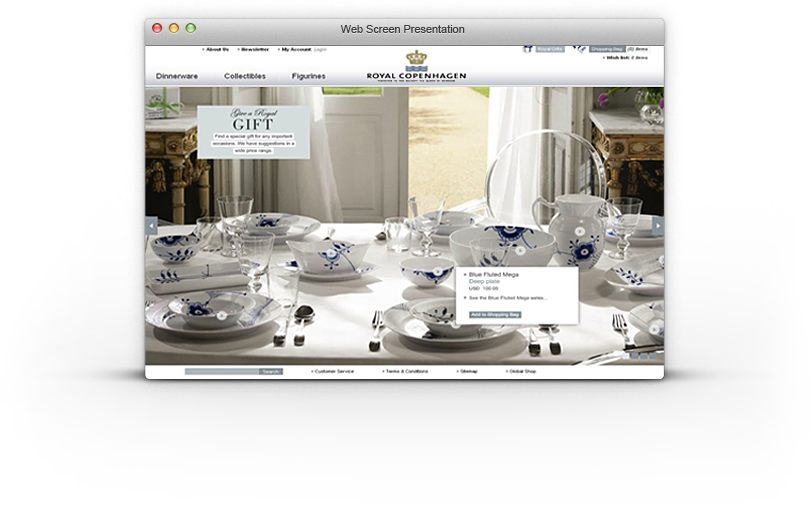 Web Screen Presentation
» About Us
» Newsletter
» My Account
Login
Royal Gifts
Shopping Bag (0) items
» Wish list: 0 items
Dinnerware
Collectibles
Figurines
ROYAL COPENHAGEN
Give a Royal
GIFT
Find a special gift for any important
occasions. We have suggestions in a
wide price range.
Blue Fluted Mega
Deep plate
USD 100.00
See the Blue Fluted Mega series...
Add to Shopping Bag
Search
» Customer Service
» Terms & Conditions
» Sitemap
» Global Shop